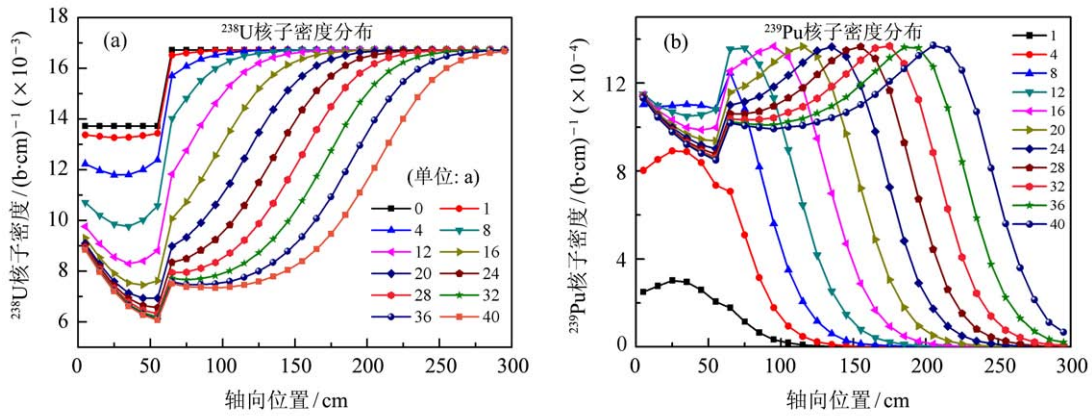 (a)
²³⁸U核子密度分布
²³⁸U核子密度/(b·cm)⁻¹ (×10⁻³)
16
14
12
10
8
6
(单位: a)
0 1
4 8
12 16
20 24
28 32
36 40
0 50 100 150 200 250 300
轴向位置/cm
(b)
²³⁹Pu核子密度分布
²³⁹Pu核子密度/(b·cm)⁻¹ (×10⁻⁴)
12
8
4
0
1
4
8
12
16
20
24
28
32
36
40
0 50 100 150 200 250 300
轴向位置/cm